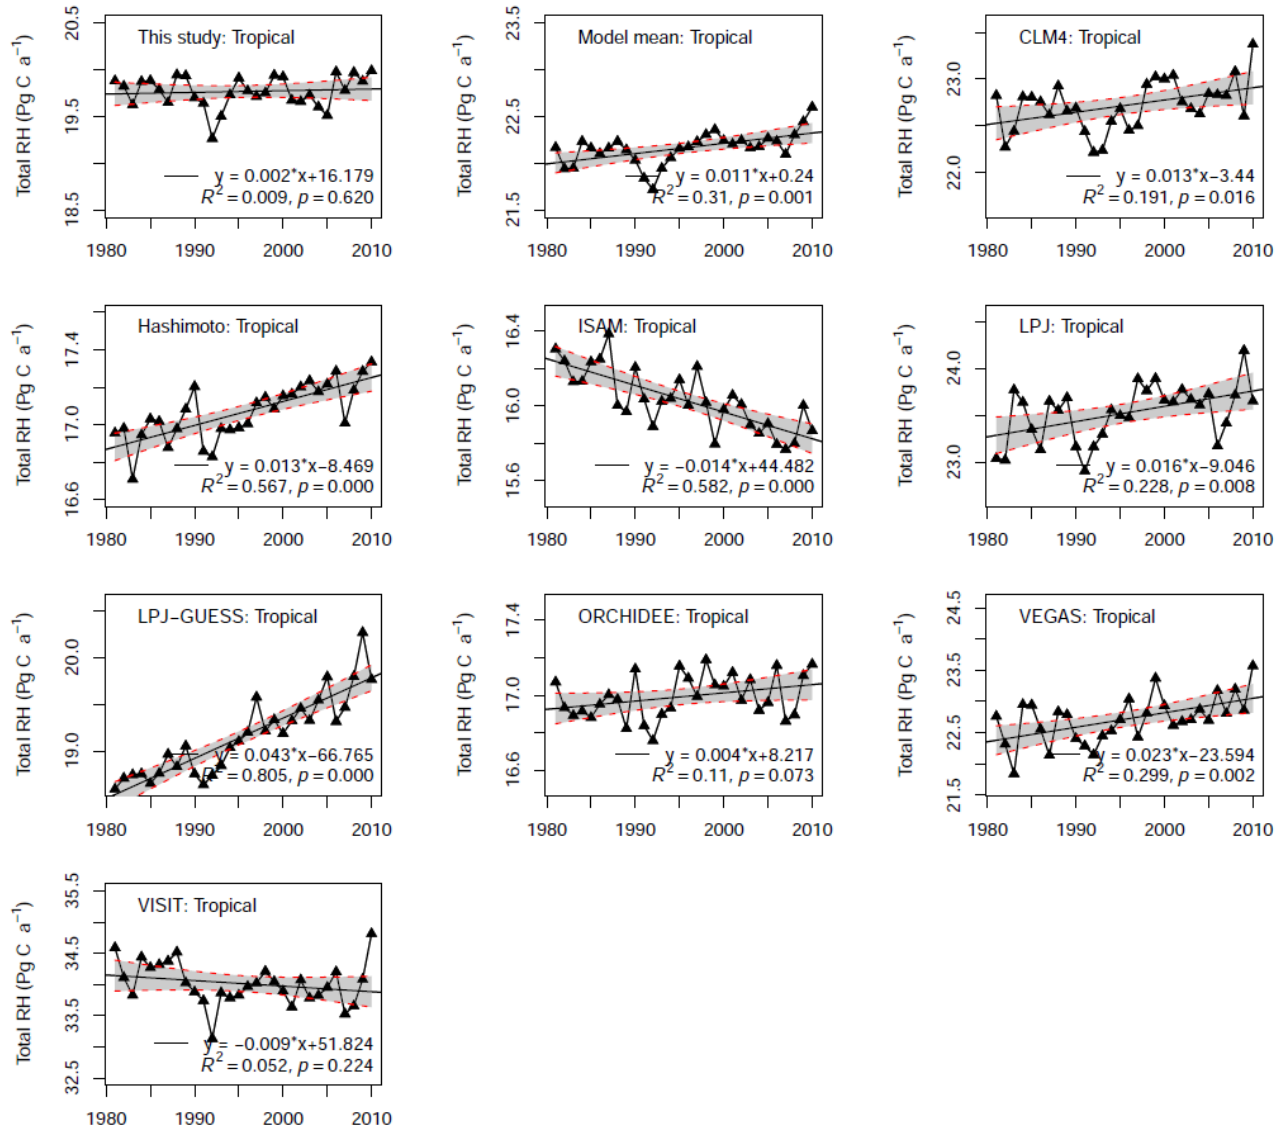 This study: Tropical
Total RH (Pg C a⁻¹)
20.5
19.5
18.5
y = 0.002*x+16.179
R² = 0.009, p = 0.620
1980 1990 2000 2010
Model mean: Tropical
Total RH (Pg C a⁻¹)
23.5
22.5
21.5
y = 0.011*x+0.24
R² = 0.31, p = 0.001
1980 1990 2000 2010
CLM4: Tropical
Total RH (Pg C a⁻¹)
23.0
22.0
y = 0.013*x−3.44
R² = 0.191, p = 0.016
1980 1990 2000 2010
Hashimoto: Tropical
Total RH (Pg C a⁻¹)
17.4
17.0
16.6
y = 0.013*x−8.469
R² = 0.567, p = 0.000
1980 1990 2000 2010
ISAM: Tropical
Total RH (Pg C a⁻¹)
16.4
16.0
15.6
y = −0.014*x+44.482
R² = 0.582, p = 0.000
1980 1990 2000 2010
LPJ: Tropical
Total RH (Pg C a⁻¹)
24.0
23.0
y = 0.016*x−9.046
R² = 0.228, p = 0.008
1980 1990 2000 2010
LPJ−GUESS: Tropical
Total RH (Pg C a⁻¹)
20.0
19.0
y = 0.043*x−66.765
R² = 0.805, p = 0.000
1980 1990 2000 2010
ORCHIDEE: Tropical
Total RH (Pg C a⁻¹)
17.4
17.0
16.6
y = 0.004*x+8.217
R² = 0.11, p = 0.073
1980 1990 2000 2010
VEGAS: Tropical
Total RH (Pg C a⁻¹)
24.5
23.5
22.5
21.5
y = 0.023*x−23.594
R² = 0.299, p = 0.002
1980 1990 2000 2010
VISIT: Tropical
Total RH (Pg C a⁻¹)
35.5
34.5
33.5
32.5
y = −0.009*x+51.824
R² = 0.052, p = 0.224
1980 1990 2000 2010